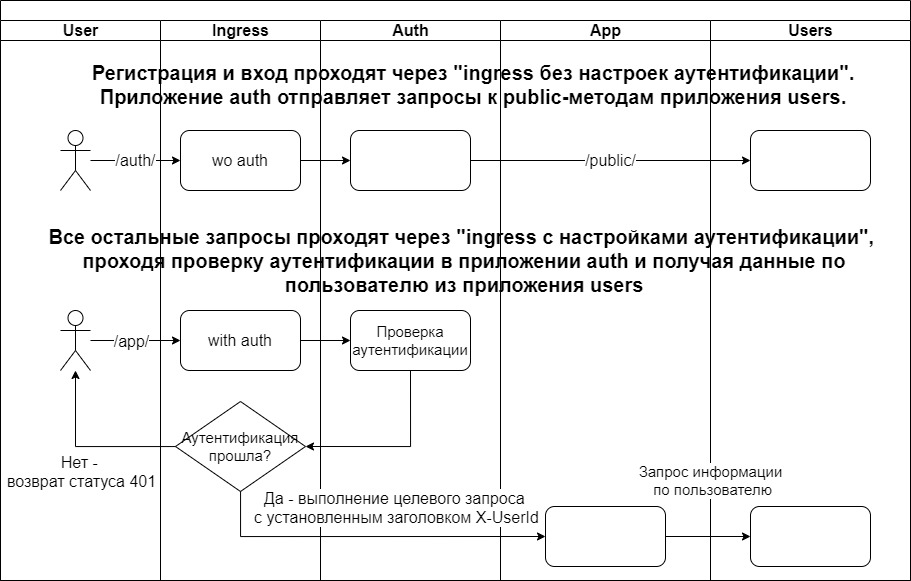 User Ingress Auth App Users
Регистрация и вход проходят через "ingress без настроек аутентификации".
Приложение auth отправляет запросы к public-методам приложения users.
/auth/ wo auth /public/
Все остальные запросы проходят через "ingress с настройками аутентификации",
проходя проверку аутентификации в приложении auth и получая данные по
пользователю из приложения users
/app/ with auth
Проверка
аутентификации
Аутентификация
прошла?
Нет -
возврат статуса 401
Да - выполнение целевого запроса
с установленным заголовком X-UserId
Запрос информации
по пользователю